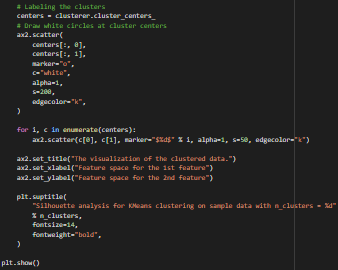 # Labeling the clusters
centers = clusterer.cluster_centers_
# Draw white circles at cluster centers
ax2.scatter(
centers[:, 0],
centers[:, 1],
marker="o",
c="white",
alpha=1,
s=200,
edgecolor="k",
)
for i, c in enumerate(centers):
ax2.scatter(c[0], c[1], marker="$%d$" % i, alpha=1, s=50, edgecolor="k")
ax2.set_title("The visualization of the clustered data.")
ax2.set_xlabel("Feature space for the 1st feature")
ax2.set_ylabel("Feature space for the 2nd feature")
plt.suptitle(
"Silhouette analysis for KMeans clustering on sample data with n_clusters = %d"
% n_clusters,
fontsize=14,
fontweight="bold",
)
plt.show()